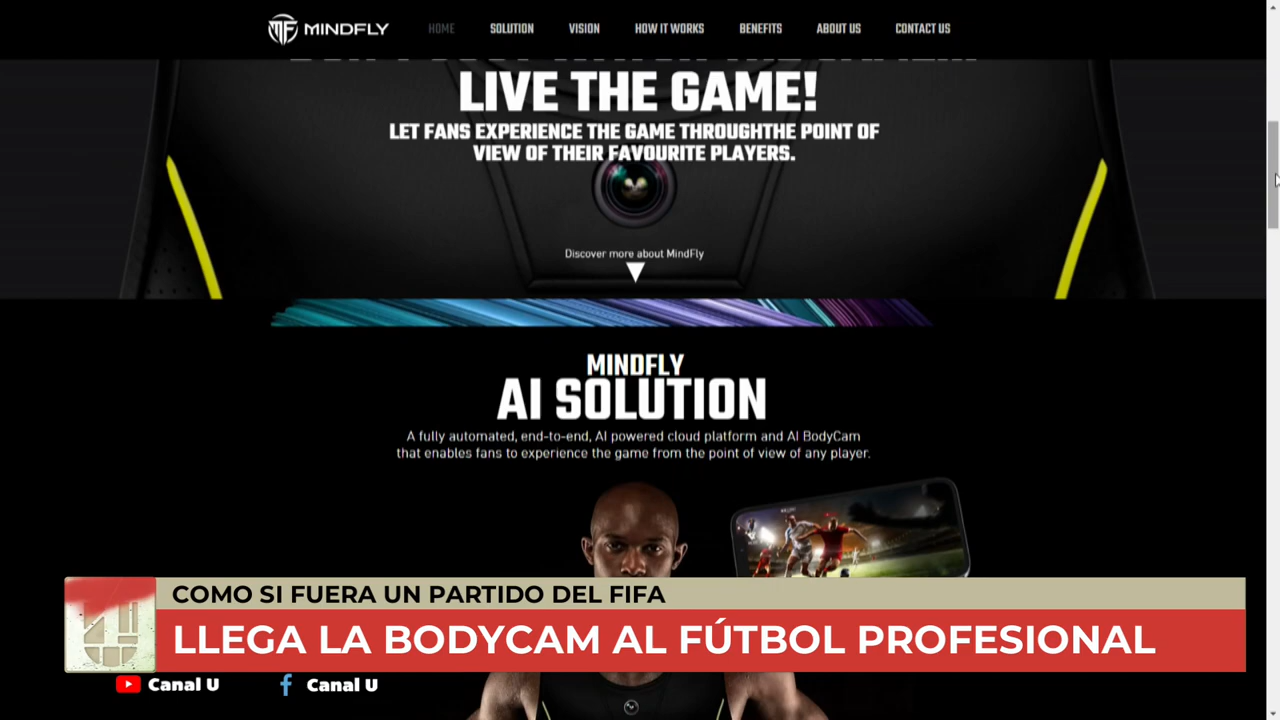 MINDFLY
HOME SOLUTION VISION HOW IT WORKS BENEFITS ABOUT US CONTACT US
LIVE THE GAME!
LET FANS EXPERIENCE THE GAME THROUGHTHE POINT OF
VIEW OF THEIR FAVOURITE PLAYERS.
Discover more about MindFly
MINDFLY
AI SOLUTION
A fully automated, end-to-end, AI powered cloud platform and AI BodyCam
that enables fans to experience the game from the point of view of any player.
COMO SI FUERA UN PARTIDO DEL FIFA
LLEGA LA BODYCAM AL FÚTBOL PROFESIONAL
Canal U Canal U